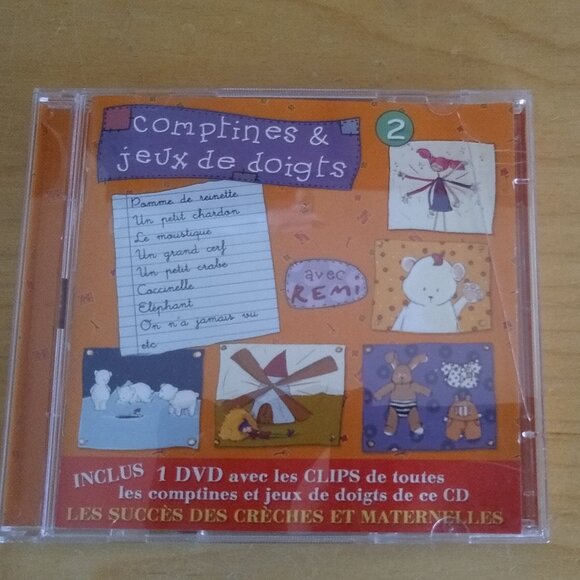 comptines &
jeux de doigts
2
Pomme de reinette
Un petit chardon
Le moustique
Un grand cerf
Un petit crabe
Coccinelle
Eléphant
On n'a jamais vu
etc
avec
REMI
INCLUS 1 DVD avec les CLIPS de toutes
les comptines et jeux de doigts de ce CD
LES SUCCÈS DES CRÈCHES ET MATERNELLES